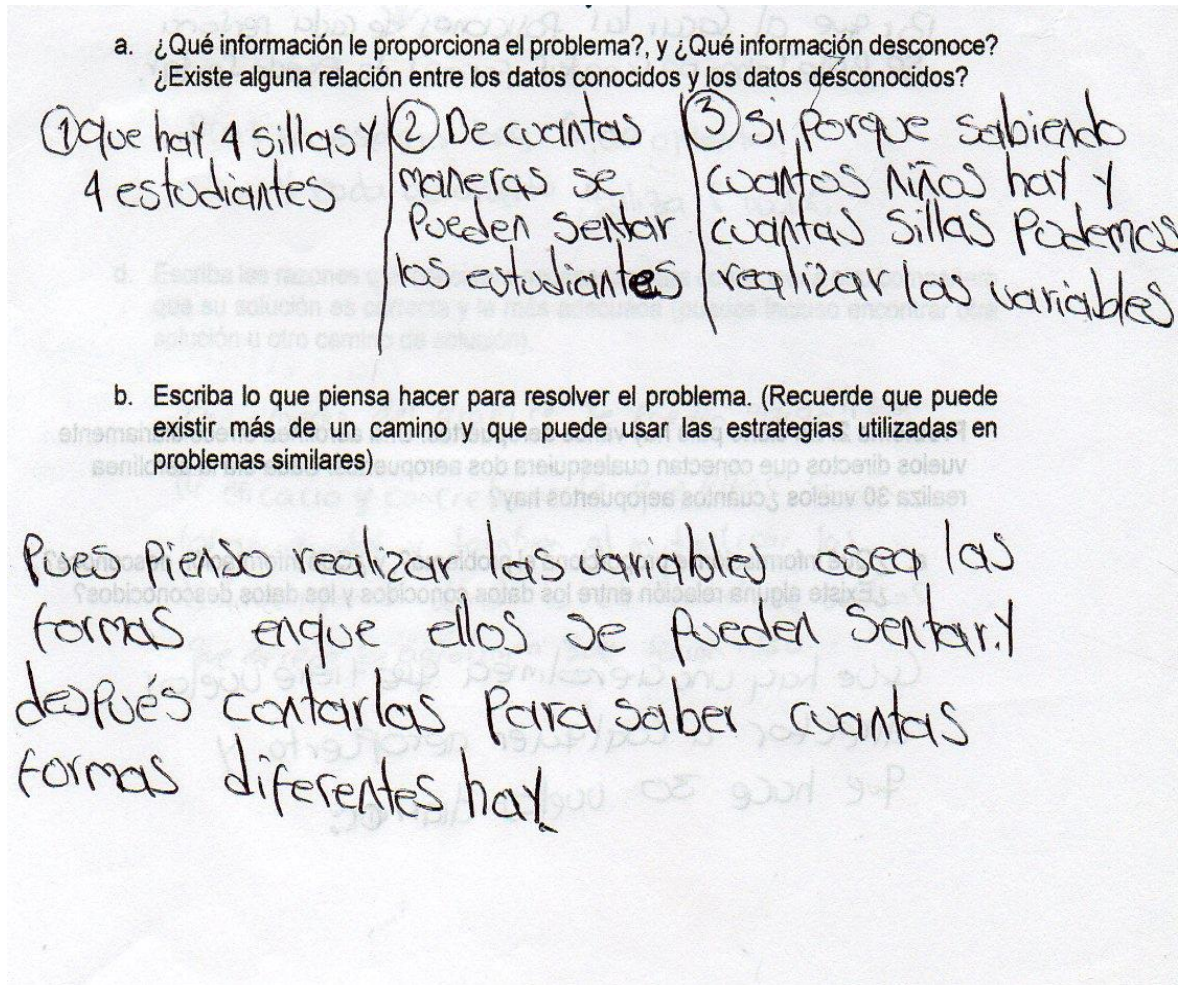 a. ¿Qué información le proporciona el problema?, y ¿Qué información desconoce?
¿Existe alguna relación entre los datos conocidos y los datos desconocidos?
① que hay 4 sillas y
4 estudiantes
② De cuantas
maneras se
Pueden sentar
los estudiantes
③ Si, Porque sabiendo
cuantos niños hay y
cuantas sillas Podemos
realizar las variables
b. Escriba lo que piensa hacer para resolver el problema. (Recuerde que puede
existir más de un camino y que puede usar las estrategias utilizadas en
problemas similares)
Pues Pienso realizar las variables osea las
formas enque ellos se Pueden Sentar. y
después contarlas Para saber cuantas
formas diferentes hay.